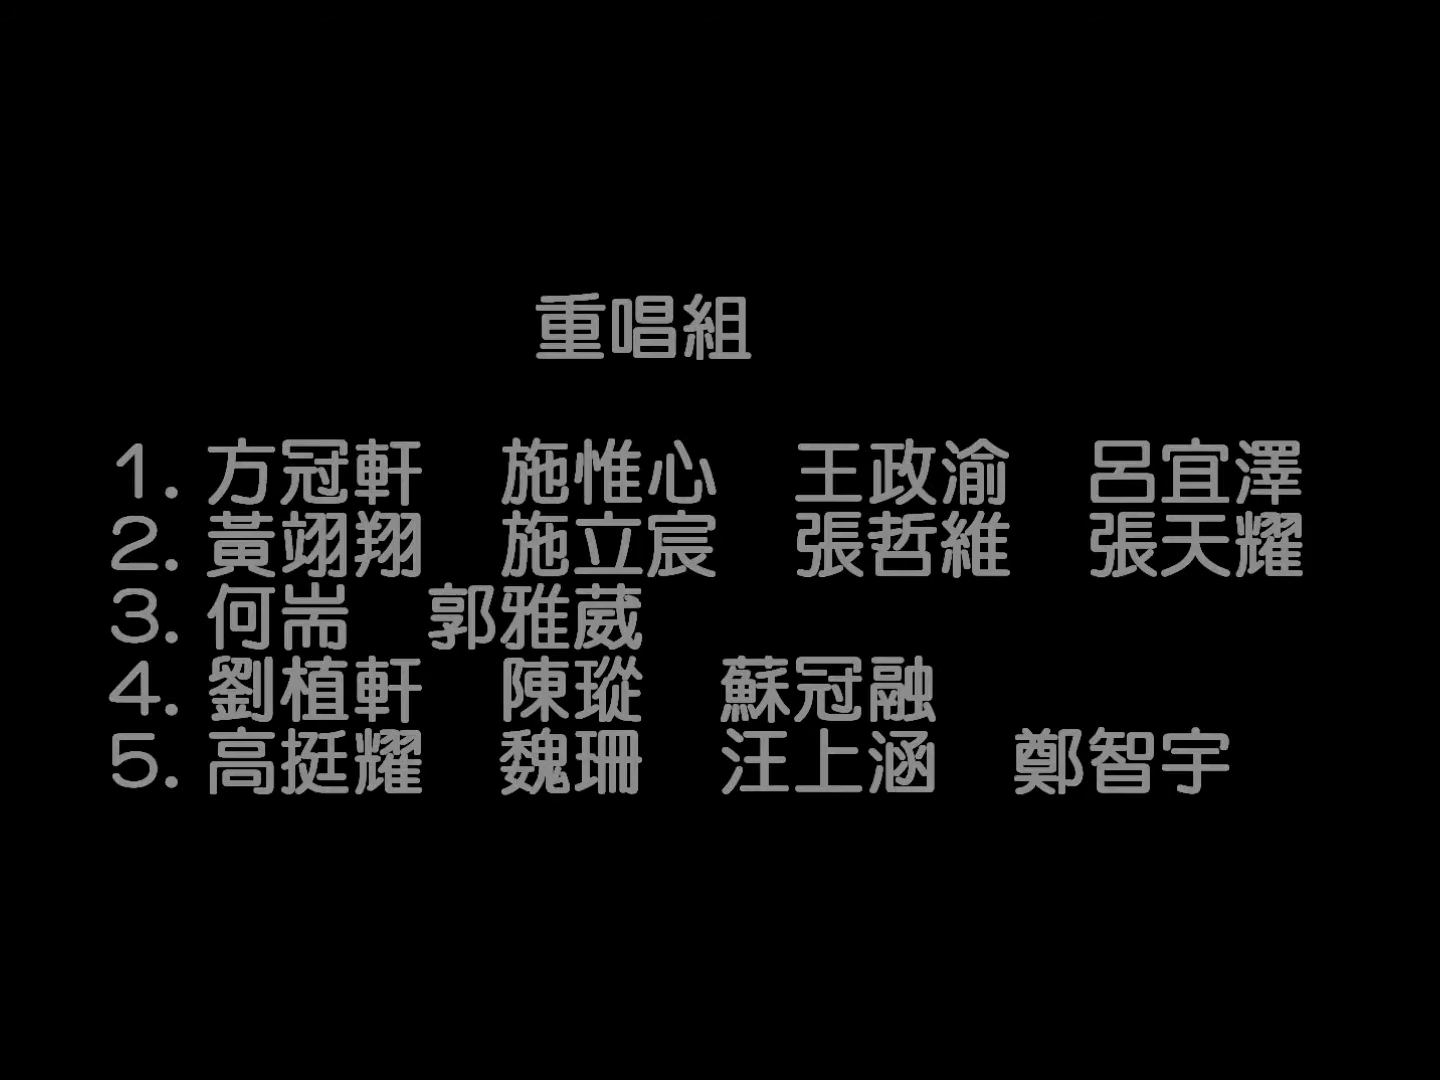 重唱組
1. 方冠軒 施惟心 王政渝 呂宜澤
2. 黃翊翔 施立宸 張哲維 張天耀
3. 何耑 郭雅葳
4. 劉植軒 陳瑽 蘇冠融
5. 高挺耀 魏珊 汪上涵 鄭智宇